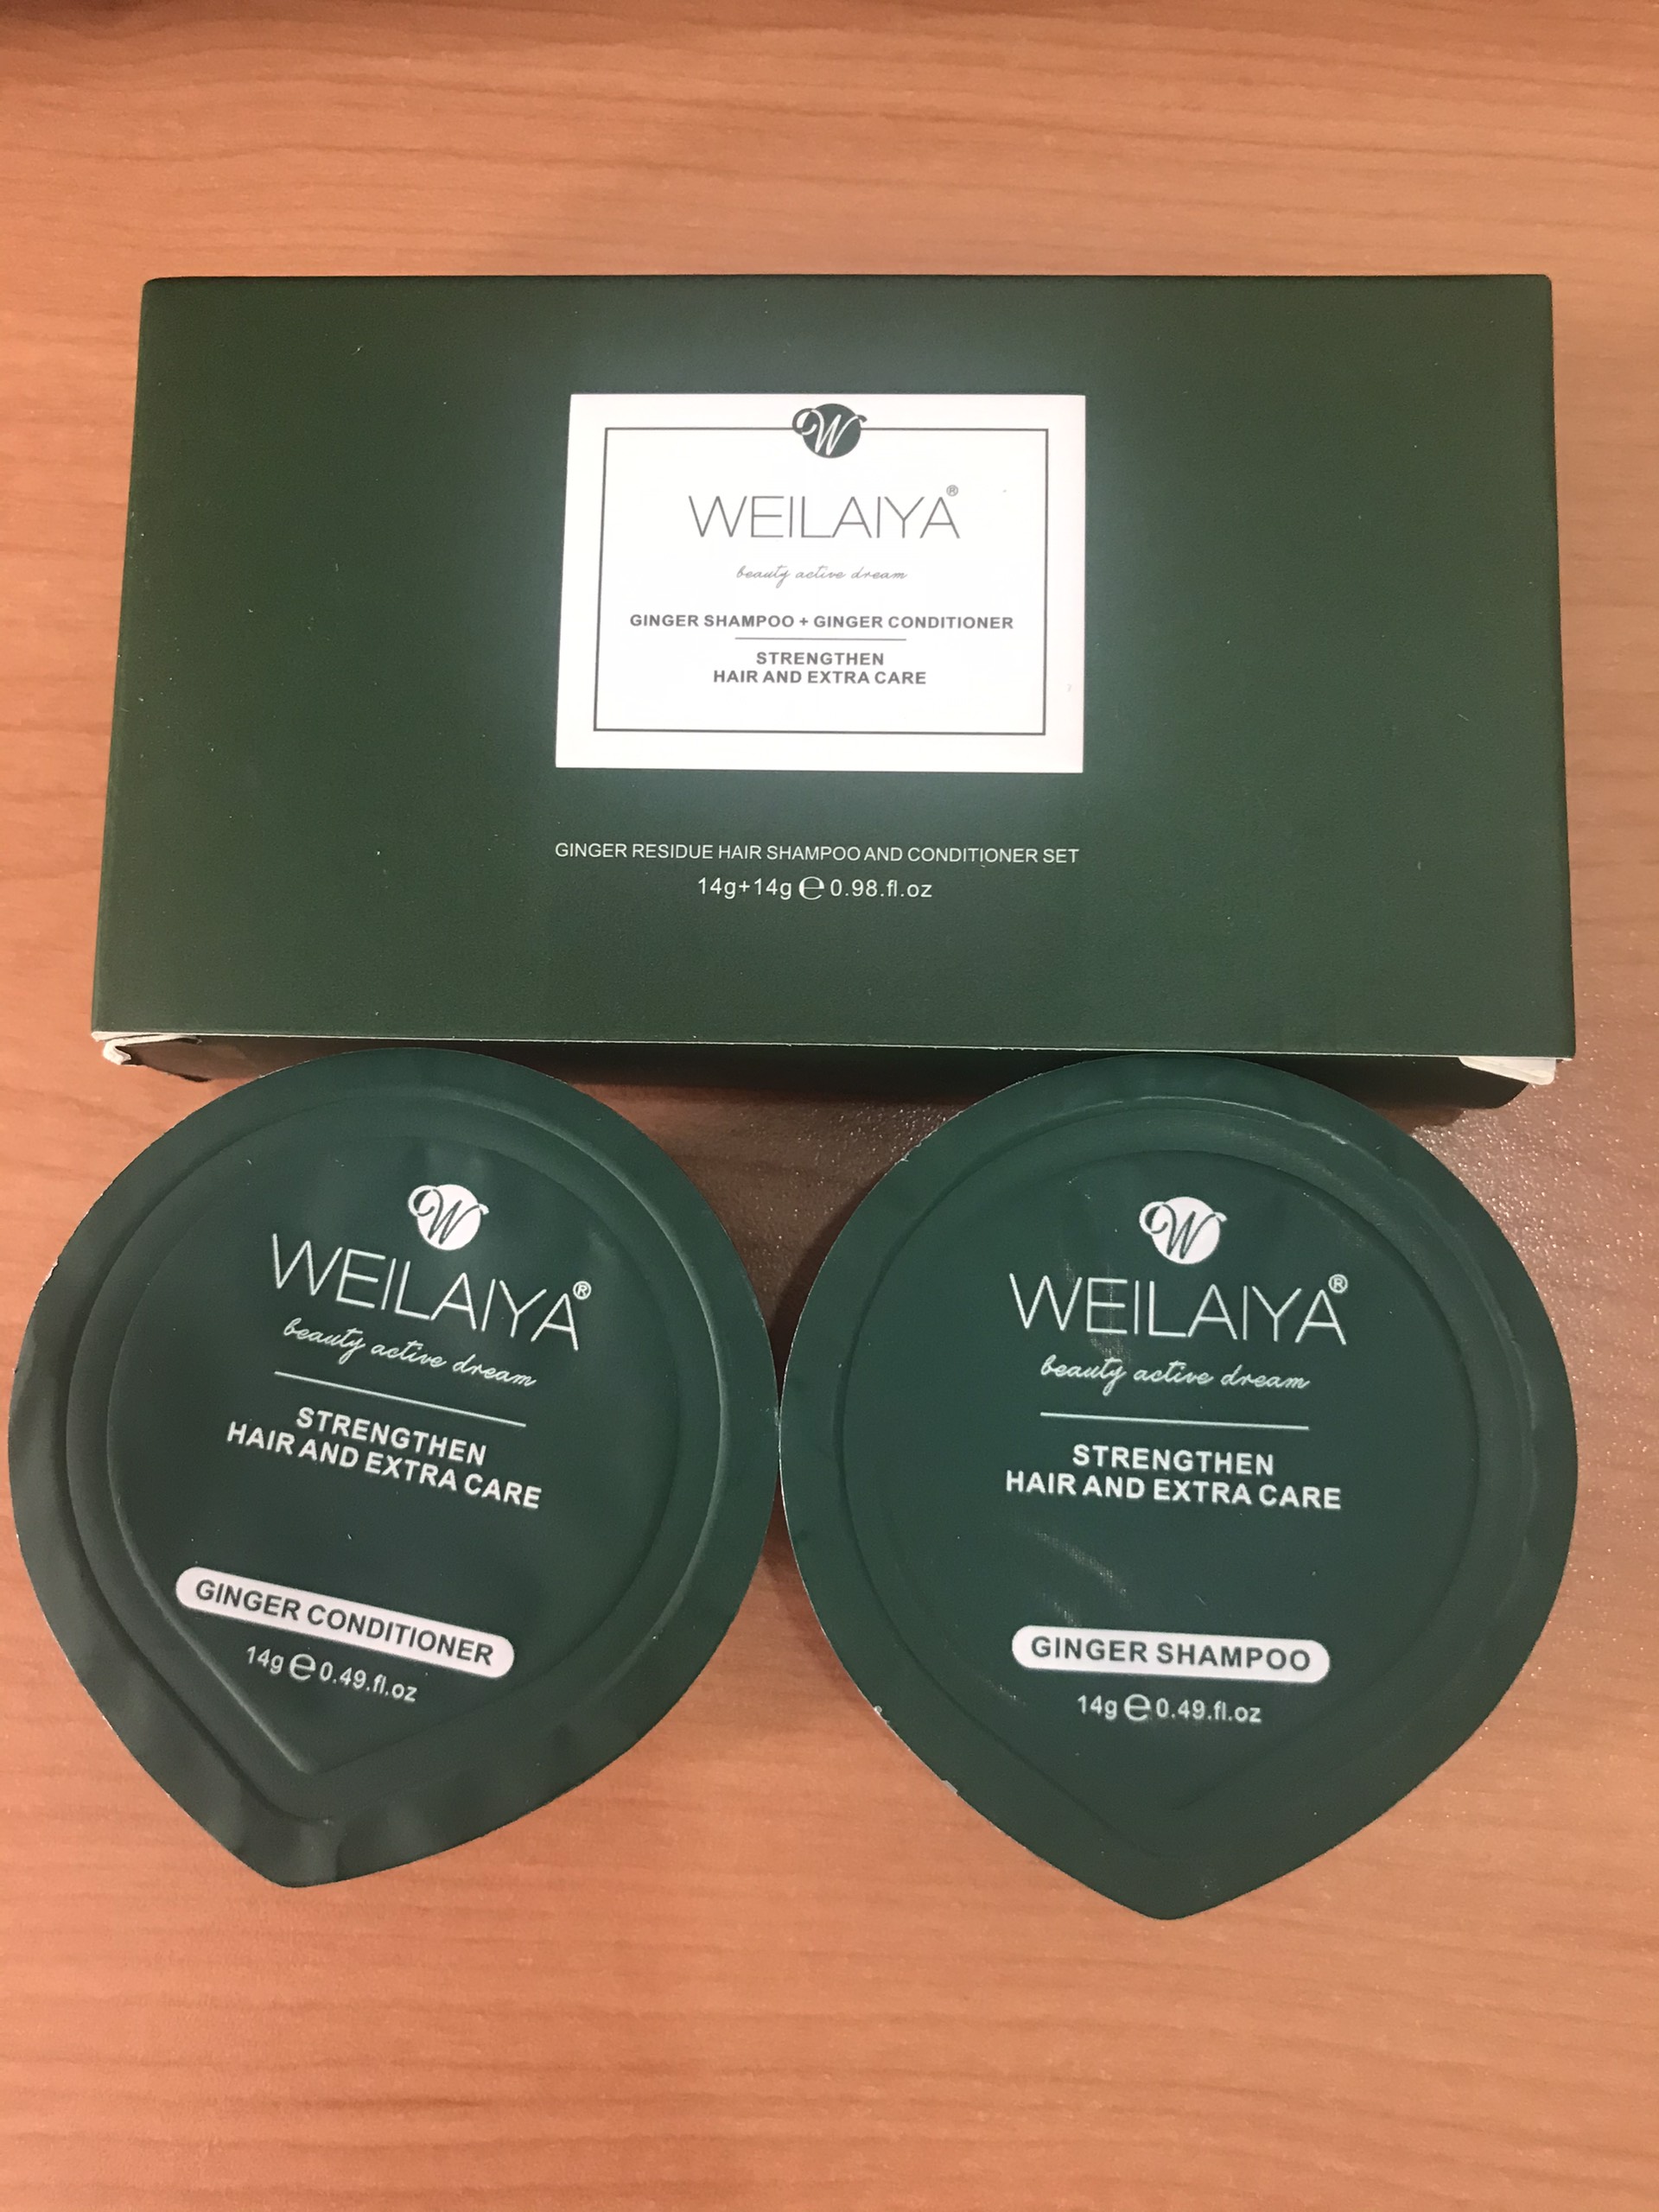 W
WEILAIYA®
beauty active dream
GINGER SHAMPOO + GINGER CONDITIONER
STRENGTHEN
HAIR AND EXTRA CARE
GINGER RESIDUE HAIR SHAMPOO AND CONDITIONER SET
14g+14g ℮ 0.98.fl.oz
W
WEILAIYA®
beauty active dream
STRENGTHEN
HAIR AND EXTRA CARE
GINGER CONDITIONER
14g ℮ 0.49.fl.oz
W
WEILAIYA®
beauty active dream
STRENGTHEN
HAIR AND EXTRA CARE
GINGER SHAMPOO
14g ℮ 0.49.fl.oz